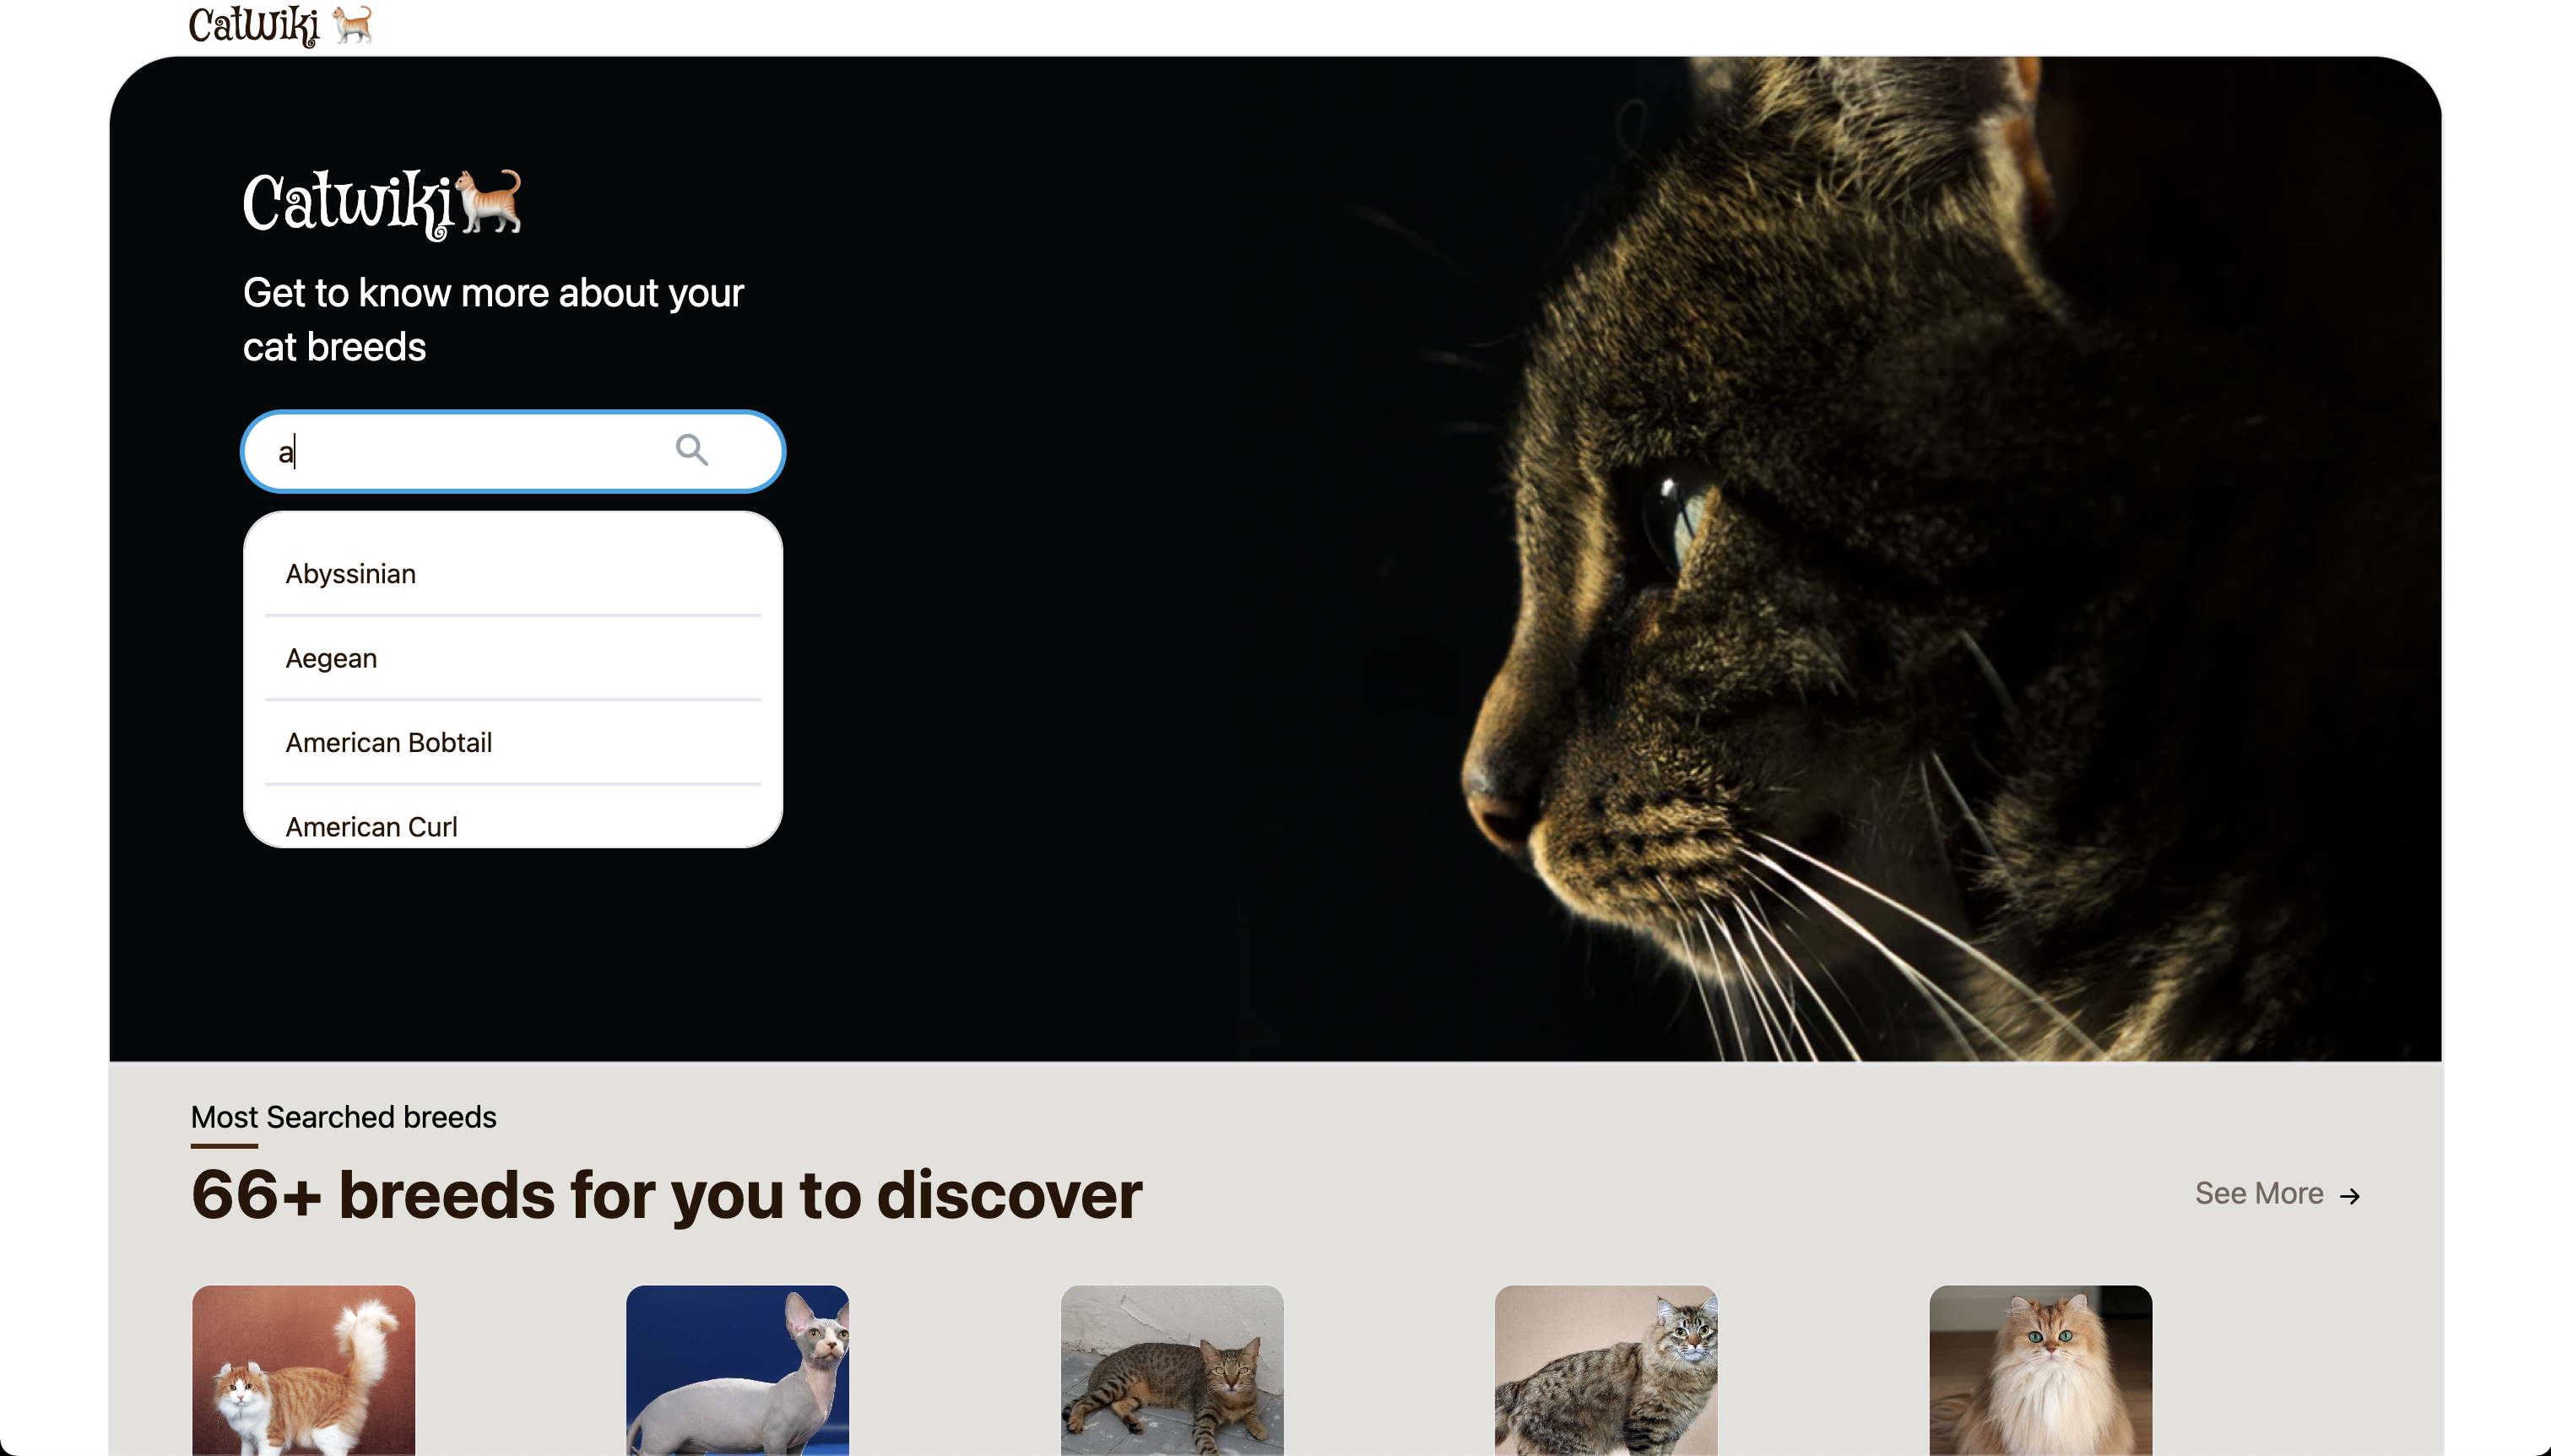 CatWiki
Catwiki
Get to know more about your
cat breeds
a
Abyssinian
Aegean
American Bobtail
American Curl
Most Searched breeds
66+ breeds for you to discover
See More →